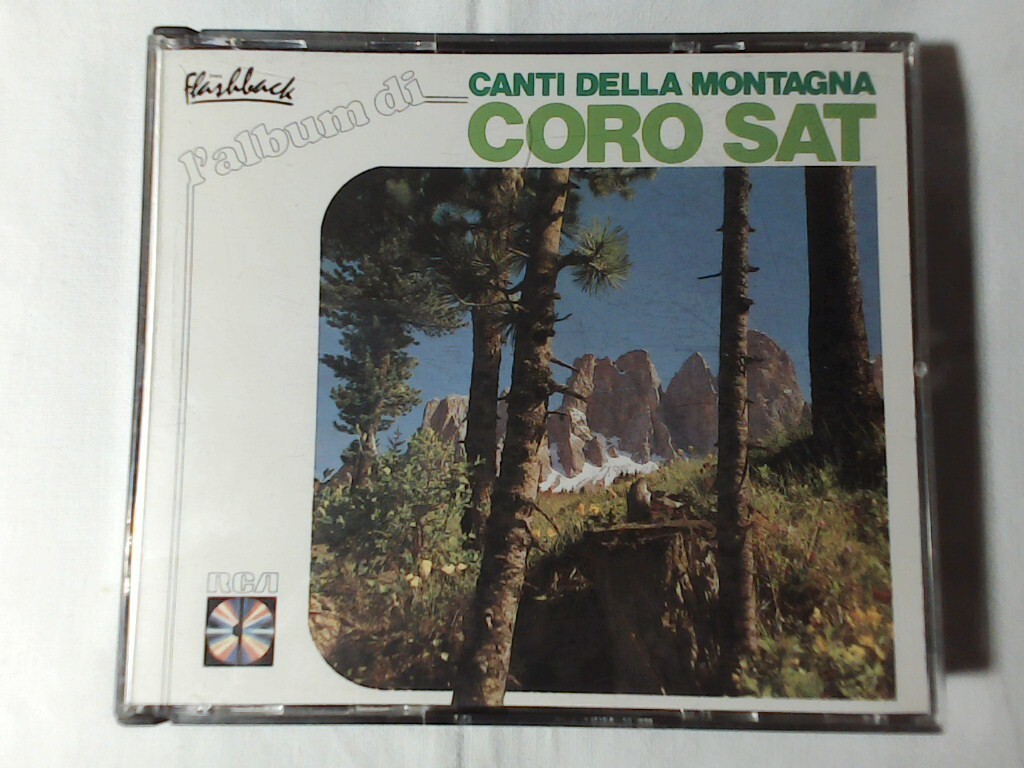 flashback
l'album di
CANTI DELLA MONTAGNA
CORO SAT
RCA